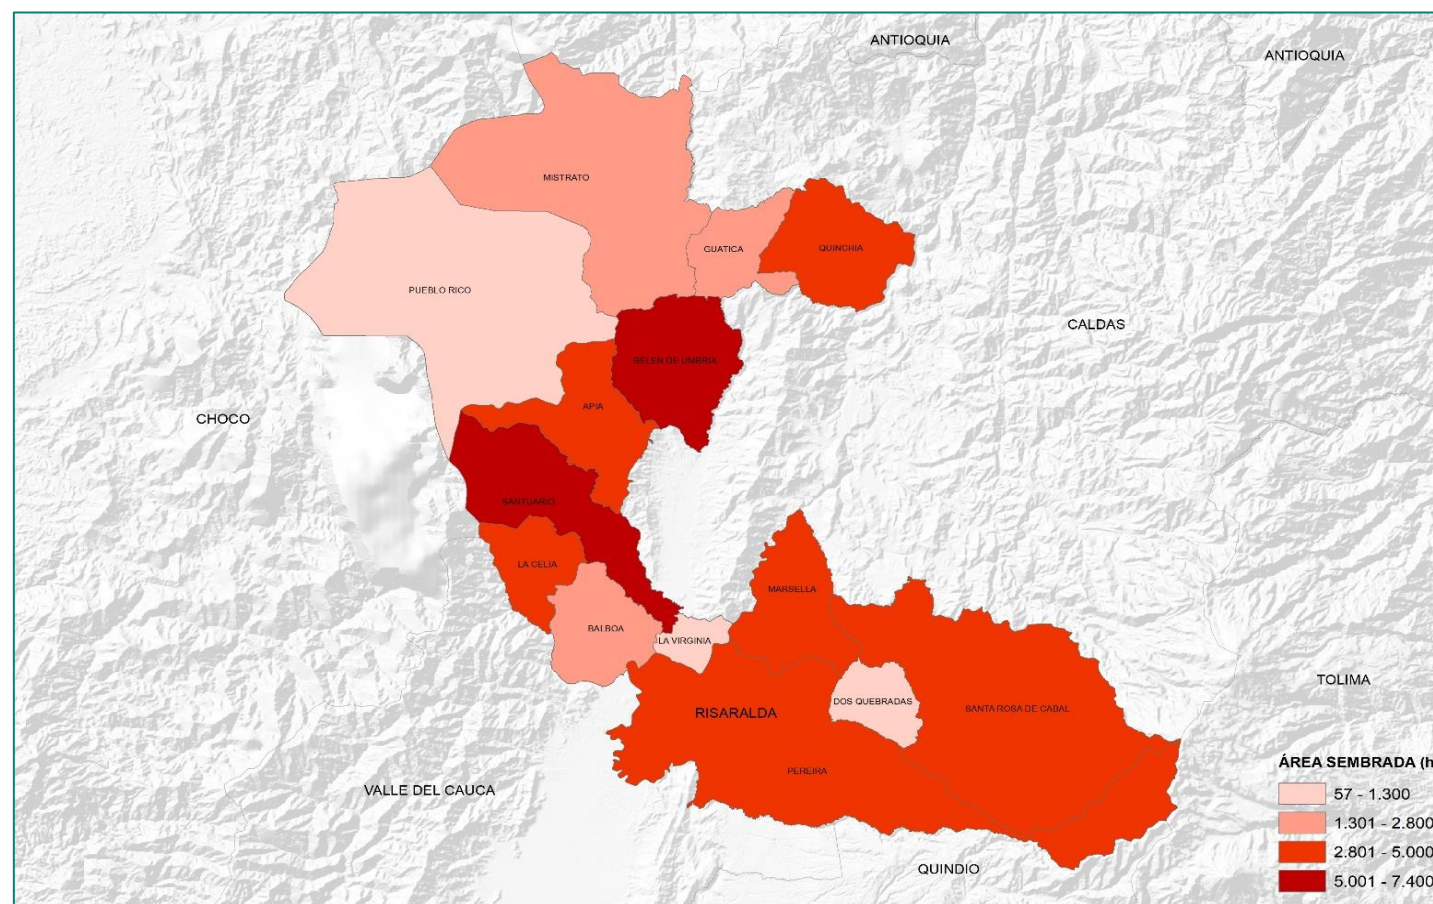 ANTIOQUIA
ANTIOQUIA
MISTRATO
GUATICA
QUINCHIA
PUEBLO RICO
CALDAS
BELEN DE UMBRIA
APIA
CHOCO
SANTUARIO
LA CELIA
MARSELLA
BALBOA
LA VIRGINIA
TOLIMA
DOS QUEBRADAS
SANTA ROSA DE CABAL
RISARALDA
PEREIRA
VALLE DEL CAUCA
QUINDIO
ÁREA SEMBRADA (h
57 - 1.300
1.301 - 2.800
2.801 - 5.000
5.001 - 7.400